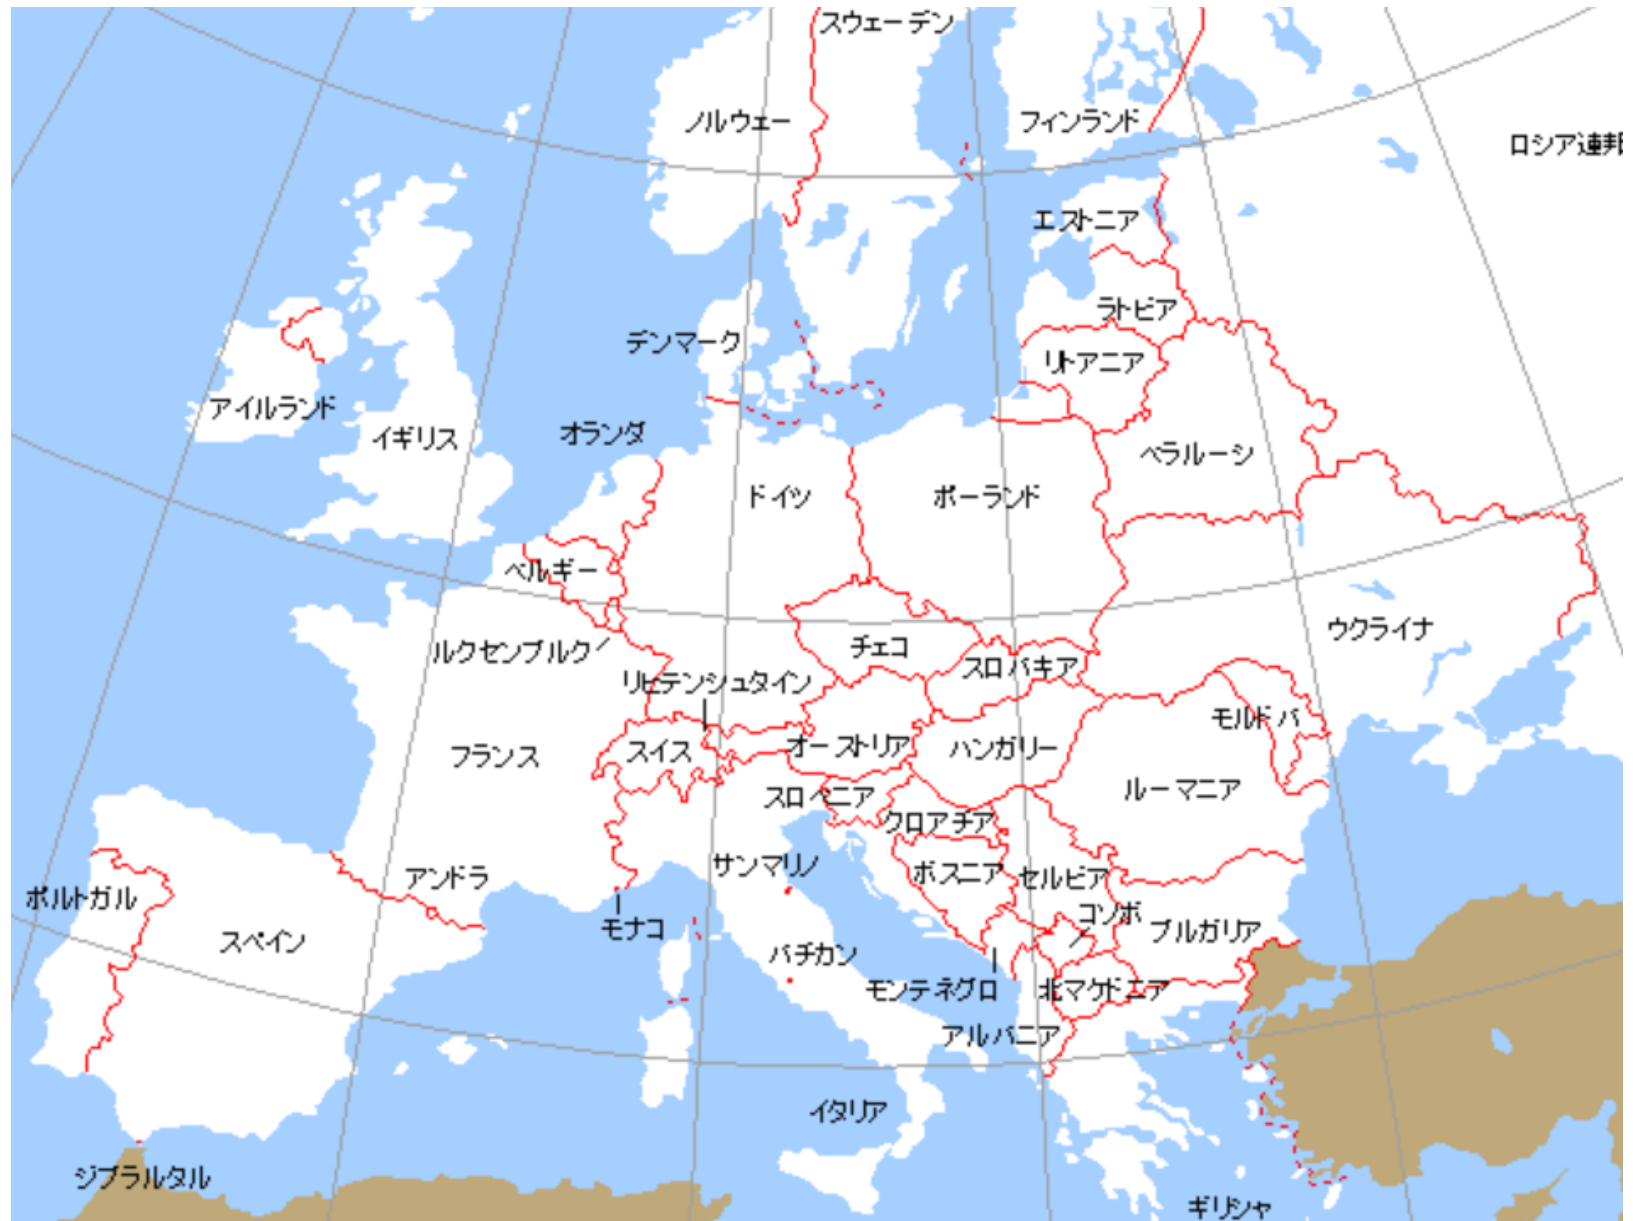 スウェーデン
ノルウェー
フィンランド
ロシア連邦
エストニア
ラトビア
デンマーク
リトアニア
アイルランド
イギリス
オランダ
ベラルーシ
ドイツ
ポーランド
ベルギー
ウクライナ
ルクセンブルク
チェコ
スロバキア
リヒテンシュタイン
モルドバ
フランス
スイス
オーストリア
ハンガリー
ルーマニア
スロベニア
クロアチア
サンマリノ
ボスニア
セルビア
アンドラ
ポルトガル
コソボ
モナコ
ブルガリア
スペイン
バチカン
モンテネグロ
北マケドニア
アルバニア
イタリア
ジブラルタル
ギリシャ